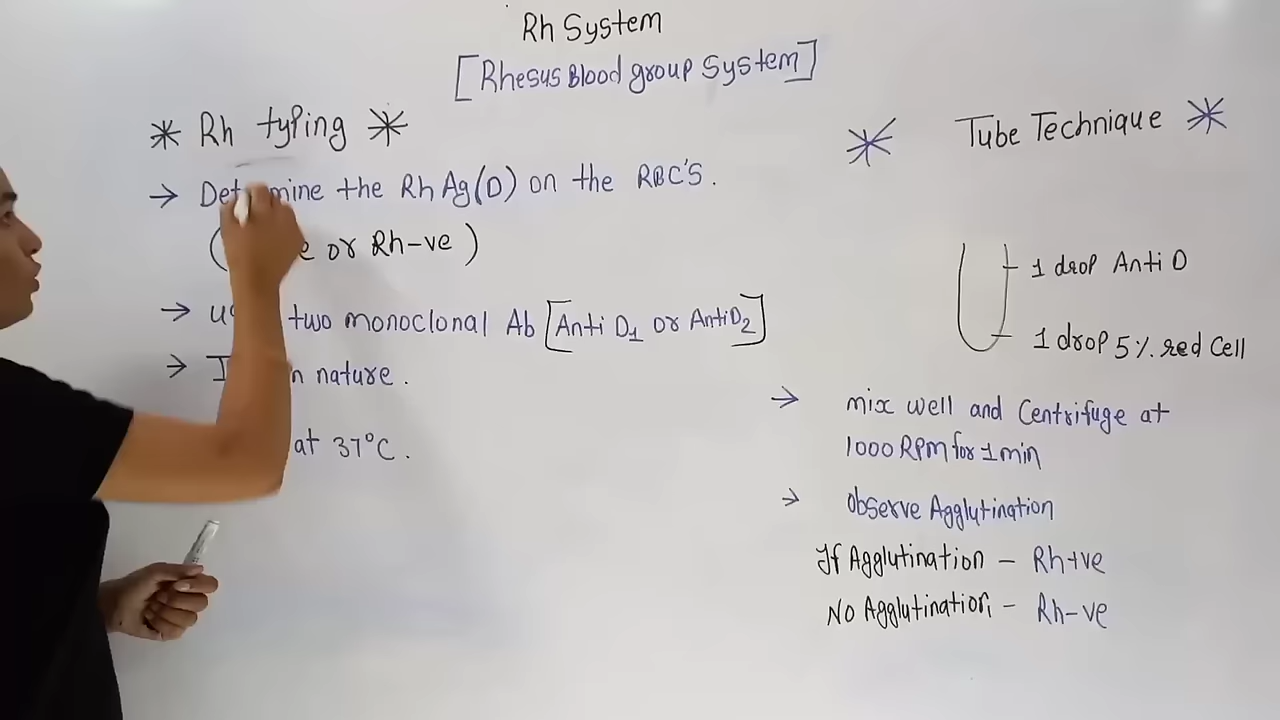 Rh System
[Rhesus Blood group System]
* Rh typing *
→ Determine the Rh Ag(D) on the RBC'S.
( or Rh-ve )
→ two monoclonal Ab [Anti D1 or Anti D2]
→ nature.
at 37°C.
* Tube Technique *
1 drop Anti D
1 drop 5% red Cell
→ mix well and Centrifuge at
1000 RPM for 1 min
→ Observe Agglutination
If Agglutination - Rh+ve
No Agglutination - Rh-ve